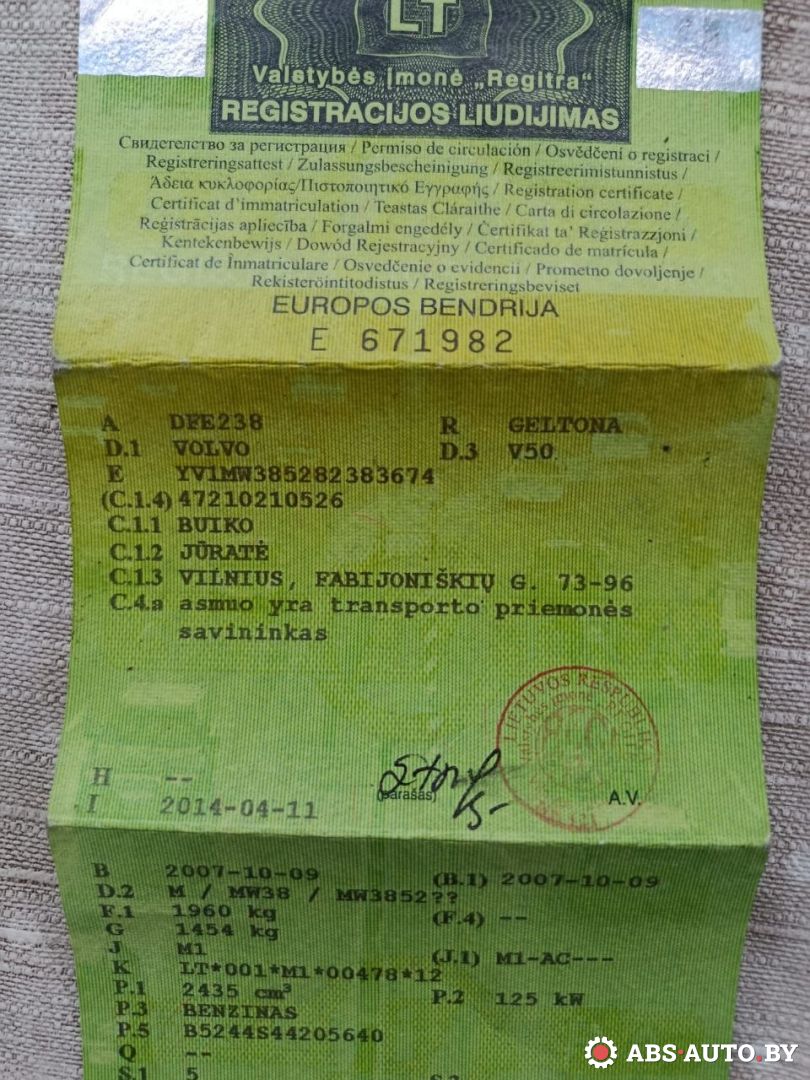 LT
Valstybės įmonė „Regitra“
REGISTRACIJOS LIUDIJIMAS
Свидетелство за регистрация / Permiso de circulación / Osvědčení o registraci /
Registreringsattest / Zulassungsbescheinigung / Registreerimistunnistus /
Άδεια κυκλοφορίας/Πιστοποιητικό Εγγραφής / Registration certificate /
Certificat d'immatriculation / Teastas Cláraithe / Carta di circolazione /
Reģistrācijas apliecība / Forgalmi engedély / Ċertifikat ta' Reġistrazzjoni /
Kentekenbewijs / Dowód Rejestracyjny / Certificado de matrícula /
Certificat de Înmatriculare / Osvedčenie o evidencii / Prometno dovoljenje /
Rekisteröintitodistus / Registreringsbeviset
EUROPOS BENDRIJA
E 671982
A DFE238 R GELTONA
D.1 VOLVO D.3 V50
E YV1MW385282383674
(C.1.4) 47210210526
C.1.1 BUIKO
C.1.2 JŪRATĖ
C.1.3 VILNIUS, FABIJONIŠKIŲ G. 73-96
C.4.a asmuo yra transporto priemonės
savininkas
LIETUVOS RESPUBLIK
H --
(parašas) A.V.
I 2014-04-11
B 2007-10-09 (B.1) 2007-10-09
D.2 M / MW38 / MW3852??
F.1 1960 kg (F.4) --
G 1454 kg
J M1 (J.1) M1-AC---
K LT*001*M1*00478*12
P.1 2435 cm³ P.2 125 kW
P.3 BENZINAS
P.5 B5244S44205640
Q --
S.1 5
ABS-AUTO.BY